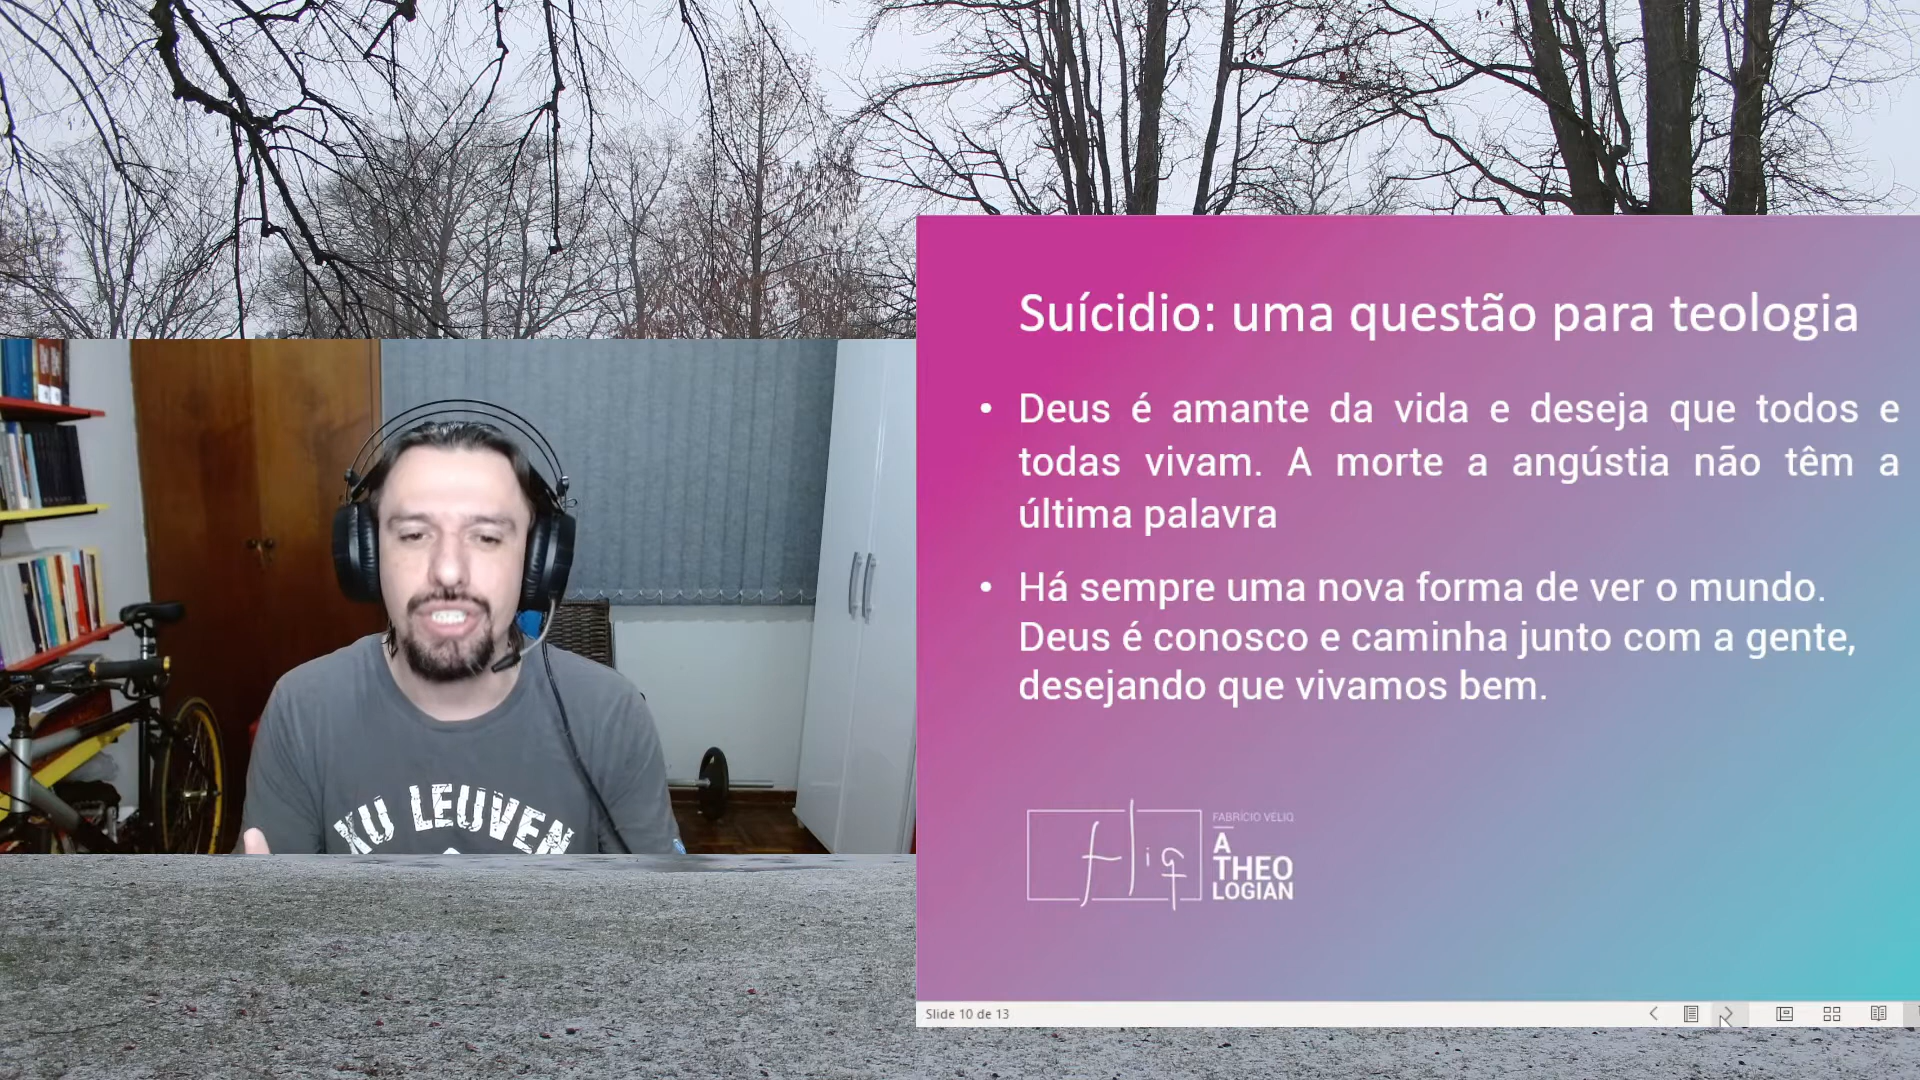 Suícidio: uma questão para teologia
• Deus é amante da vida e deseja que todos e
todas vivam. A morte a angústia não têm a
última palavra
• Há sempre uma nova forma de ver o mundo.
Deus é conosco e caminha junto com a gente,
desejando que vivamos bem.
KU LEUVEN
fliq
FABRÍCIO VELIQ
A
THEO
LOGIAN
Slide 10 de 13